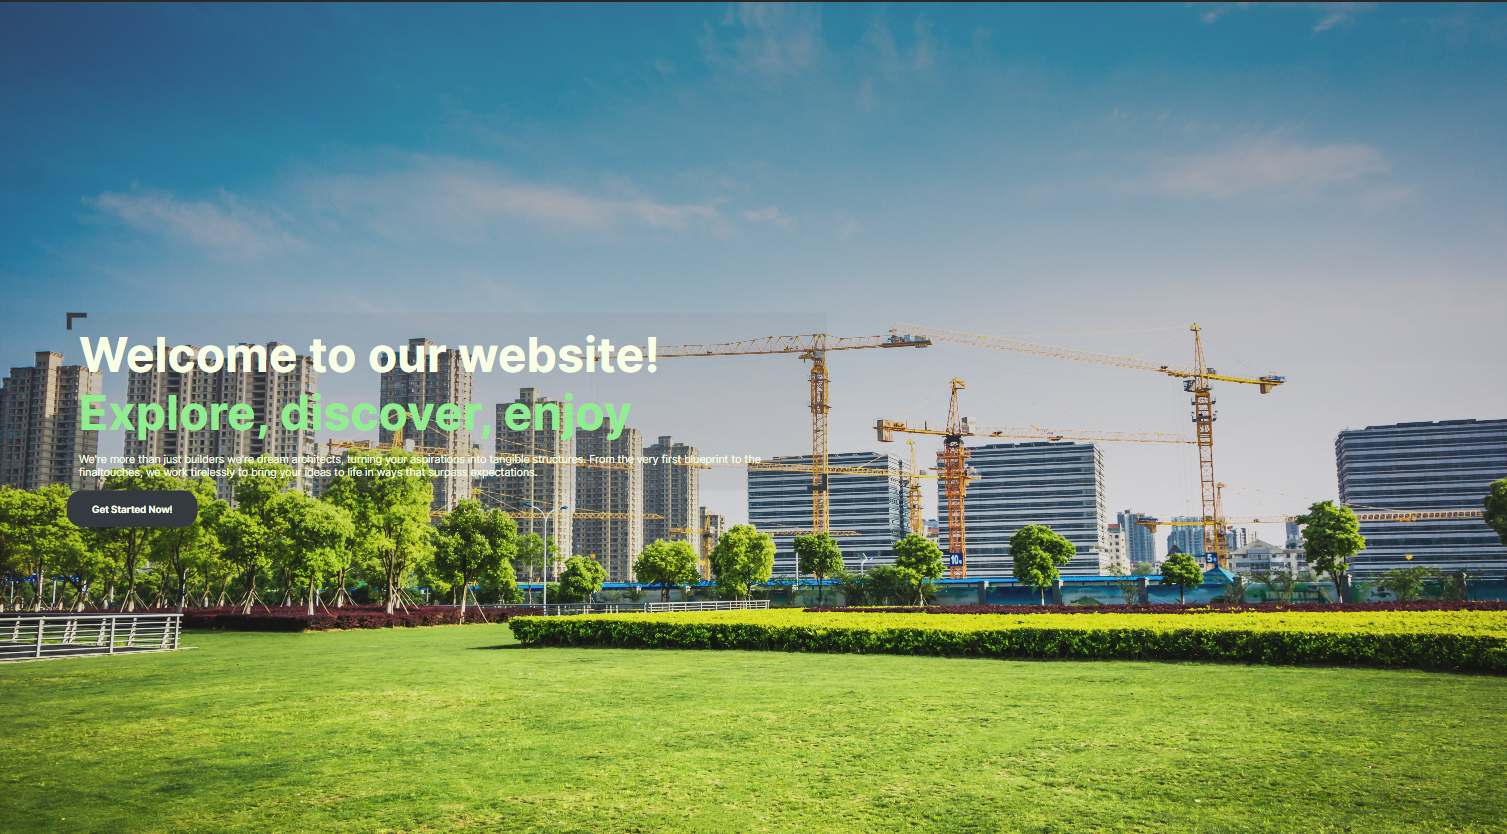 Welcome to our website!
Explore, discover, enjoy
We're more than just builders we're dream architects, turning your aspirations into tangible structures. From the very first blueprint to the
finaltouches, we work tirelessly to bring your ideas to life in ways that surpass expectations.
Get Started Now!
10
5